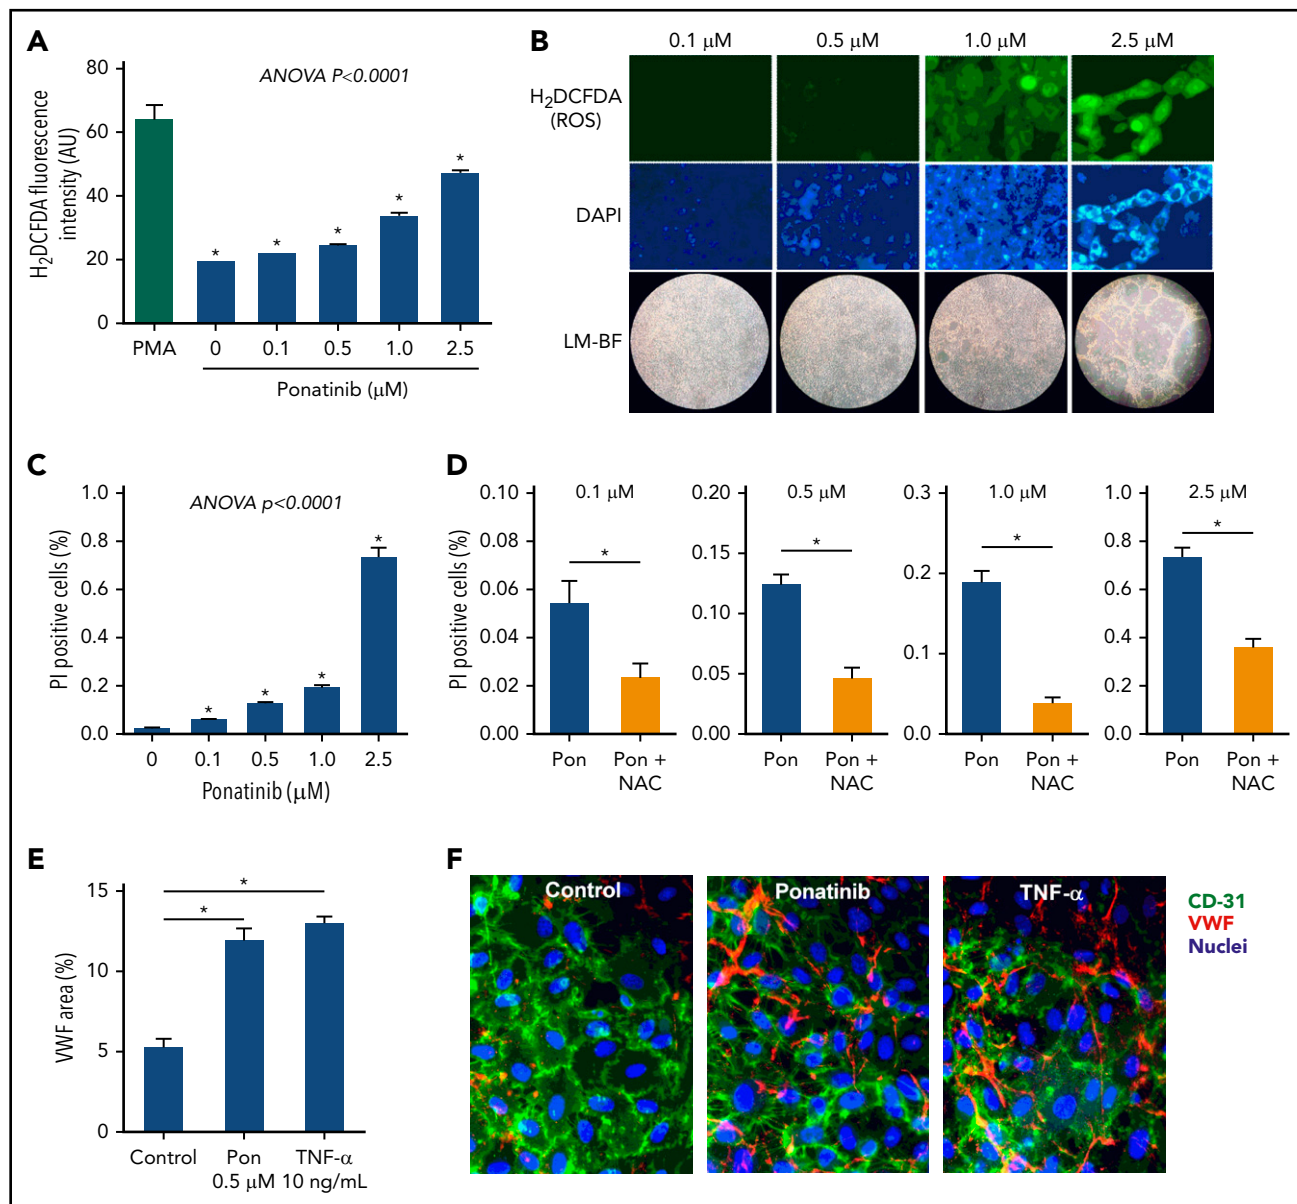 A
ANOVA P<0.0001
H₂DCFDA fluorescence
intensity (AU)
80
60
40
20
0
PMA 0 0.1 0.5 1.0 2.5
* * * * *
Ponatinib (μM)
B
0.1 μM 0.5 μM 1.0 μM 2.5 μM
H₂DCFDA
(ROS)
DAPI
LM-BF
C
ANOVA p<0.0001
PI positive cells (%)
1.0
0.8
0.6
0.4
0.2
0.0
* * * *
0 0.1 0.5 1.0 2.5
Ponatinib (μM)
D
PI positive cells (%)
0.1 μM
0.10
0.08
0.06
0.04
0.02
0.00
*
Pon Pon +
NAC
0.5 μM
0.20
0.15
0.10
0.05
0.00
*
Pon Pon +
NAC
1.0 μM
0.3
0.2
0.1
0.0
*
Pon Pon +
NAC
2.5 μM
1.0
0.8
0.6
0.4
0.2
0.0
*
Pon Pon +
NAC
E
VWF area (%)
15
10
5
0
*
*
Control Pon TNF-α
0.5 μM 10 ng/mL
F
Control Ponatinib TNF-α
CD-31
VWF
Nuclei